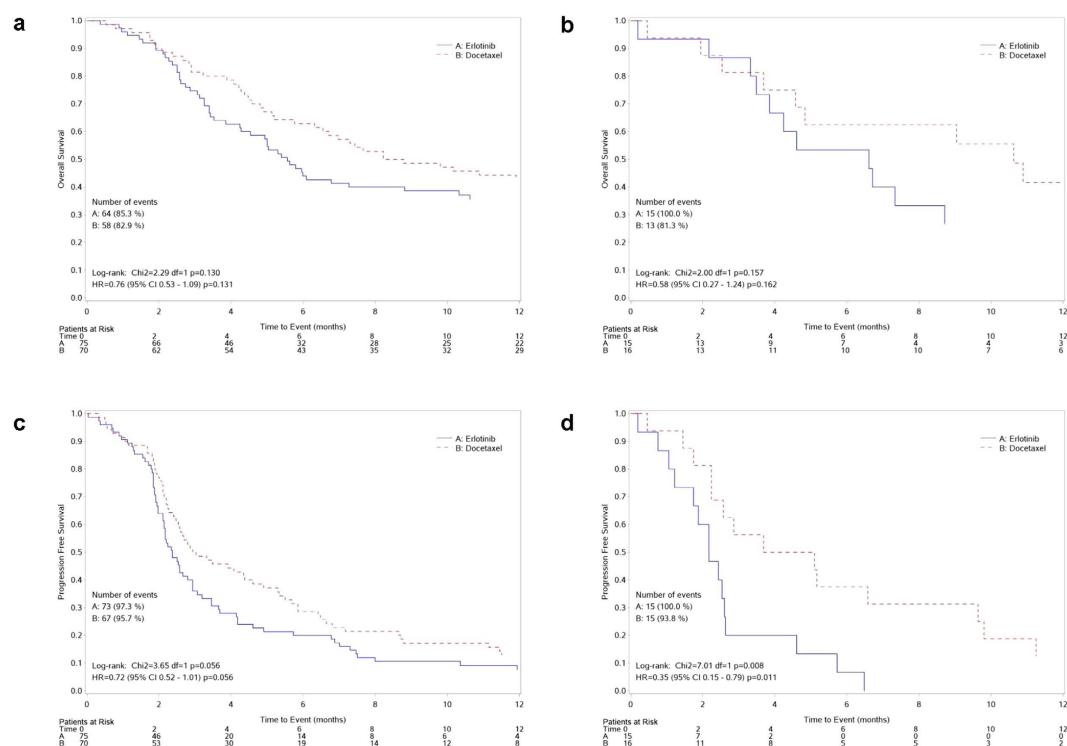 a
1.0
0.9
0.8
0.7
0.6
0.5
0.4
0.3
0.2
0.1
0.0
Overall Survival
A: Erlotinib
B: Docetaxel
Number of events
A: 64 (85.3 %)
B: 58 (82.9 %)
Log-rank: Chi2=2.29 df=1 p=0.130
HR=0.76 (95% CI 0.53 - 1.09) p=0.131
0 2 4 6 8 10 12
Time to Event (months)
Patients at Risk
Time 0 2 4 6 8 10 12
A 75 66 46 32 28 25 22
B 70 62 54 43 35 32 29
b
1.0
0.9
0.8
0.7
0.6
0.5
0.4
0.3
0.2
0.1
0.0
Overall Survival
A: Erlotinib
B: Docetaxel
Number of events
A: 15 (100.0 %)
B: 13 (81.3 %)
Log-rank: Chi2=2.00 df=1 p=0.157
HR=0.58 (95% CI 0.27 - 1.24) p=0.162
0 2 4 6 8 10 12
Time to Event (months)
Patients at Risk
Time 0 2 4 6 8 10 12
A 15 13 9 7 4 4 3
B 16 13 11 10 10 7 6
c
1.0
0.9
0.8
0.7
0.6
0.5
0.4
0.3
0.2
0.1
0.0
Progression Free Survival
A: Erlotinib
B: Docetaxel
Number of events
A: 73 (97.3 %)
B: 67 (95.7 %)
Log-rank: Chi2=3.65 df=1 p=0.056
HR=0.72 (95% CI 0.52 - 1.01) p=0.056
0 2 4 6 8 10 12
Time to Event (months)
Patients at Risk
Time 0 2 4 6 8 10 12
A 75 46 20 14 8 6 4
B 70 53 30 19 14 12 8
d
1.0
0.9
0.8
0.7
0.6
0.5
0.4
0.3
0.2
0.1
0.0
Progression Free Survival
A: Erlotinib
B: Docetaxel
Number of events
A: 15 (100.0 %)
B: 15 (93.8 %)
Log-rank: Chi2=7.01 df=1 p=0.008
HR=0.35 (95% CI 0.15 - 0.79) p=0.011
0 2 4 6 8 10 12
Time to Event (months)
Patients at Risk
Time 0 2 4 6 8 10 12
A 15 7 2 0 0 0 0
B 16 11 8 5 5 3 2